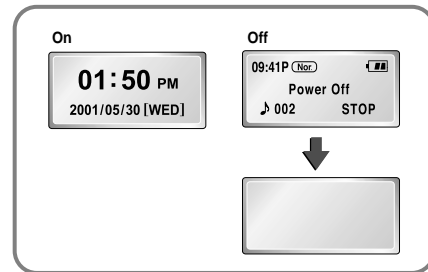 On
01:50 PM
2001/05/30 [WED]
Off
09:41P Nor.
Power Off
♪ 002 STOP